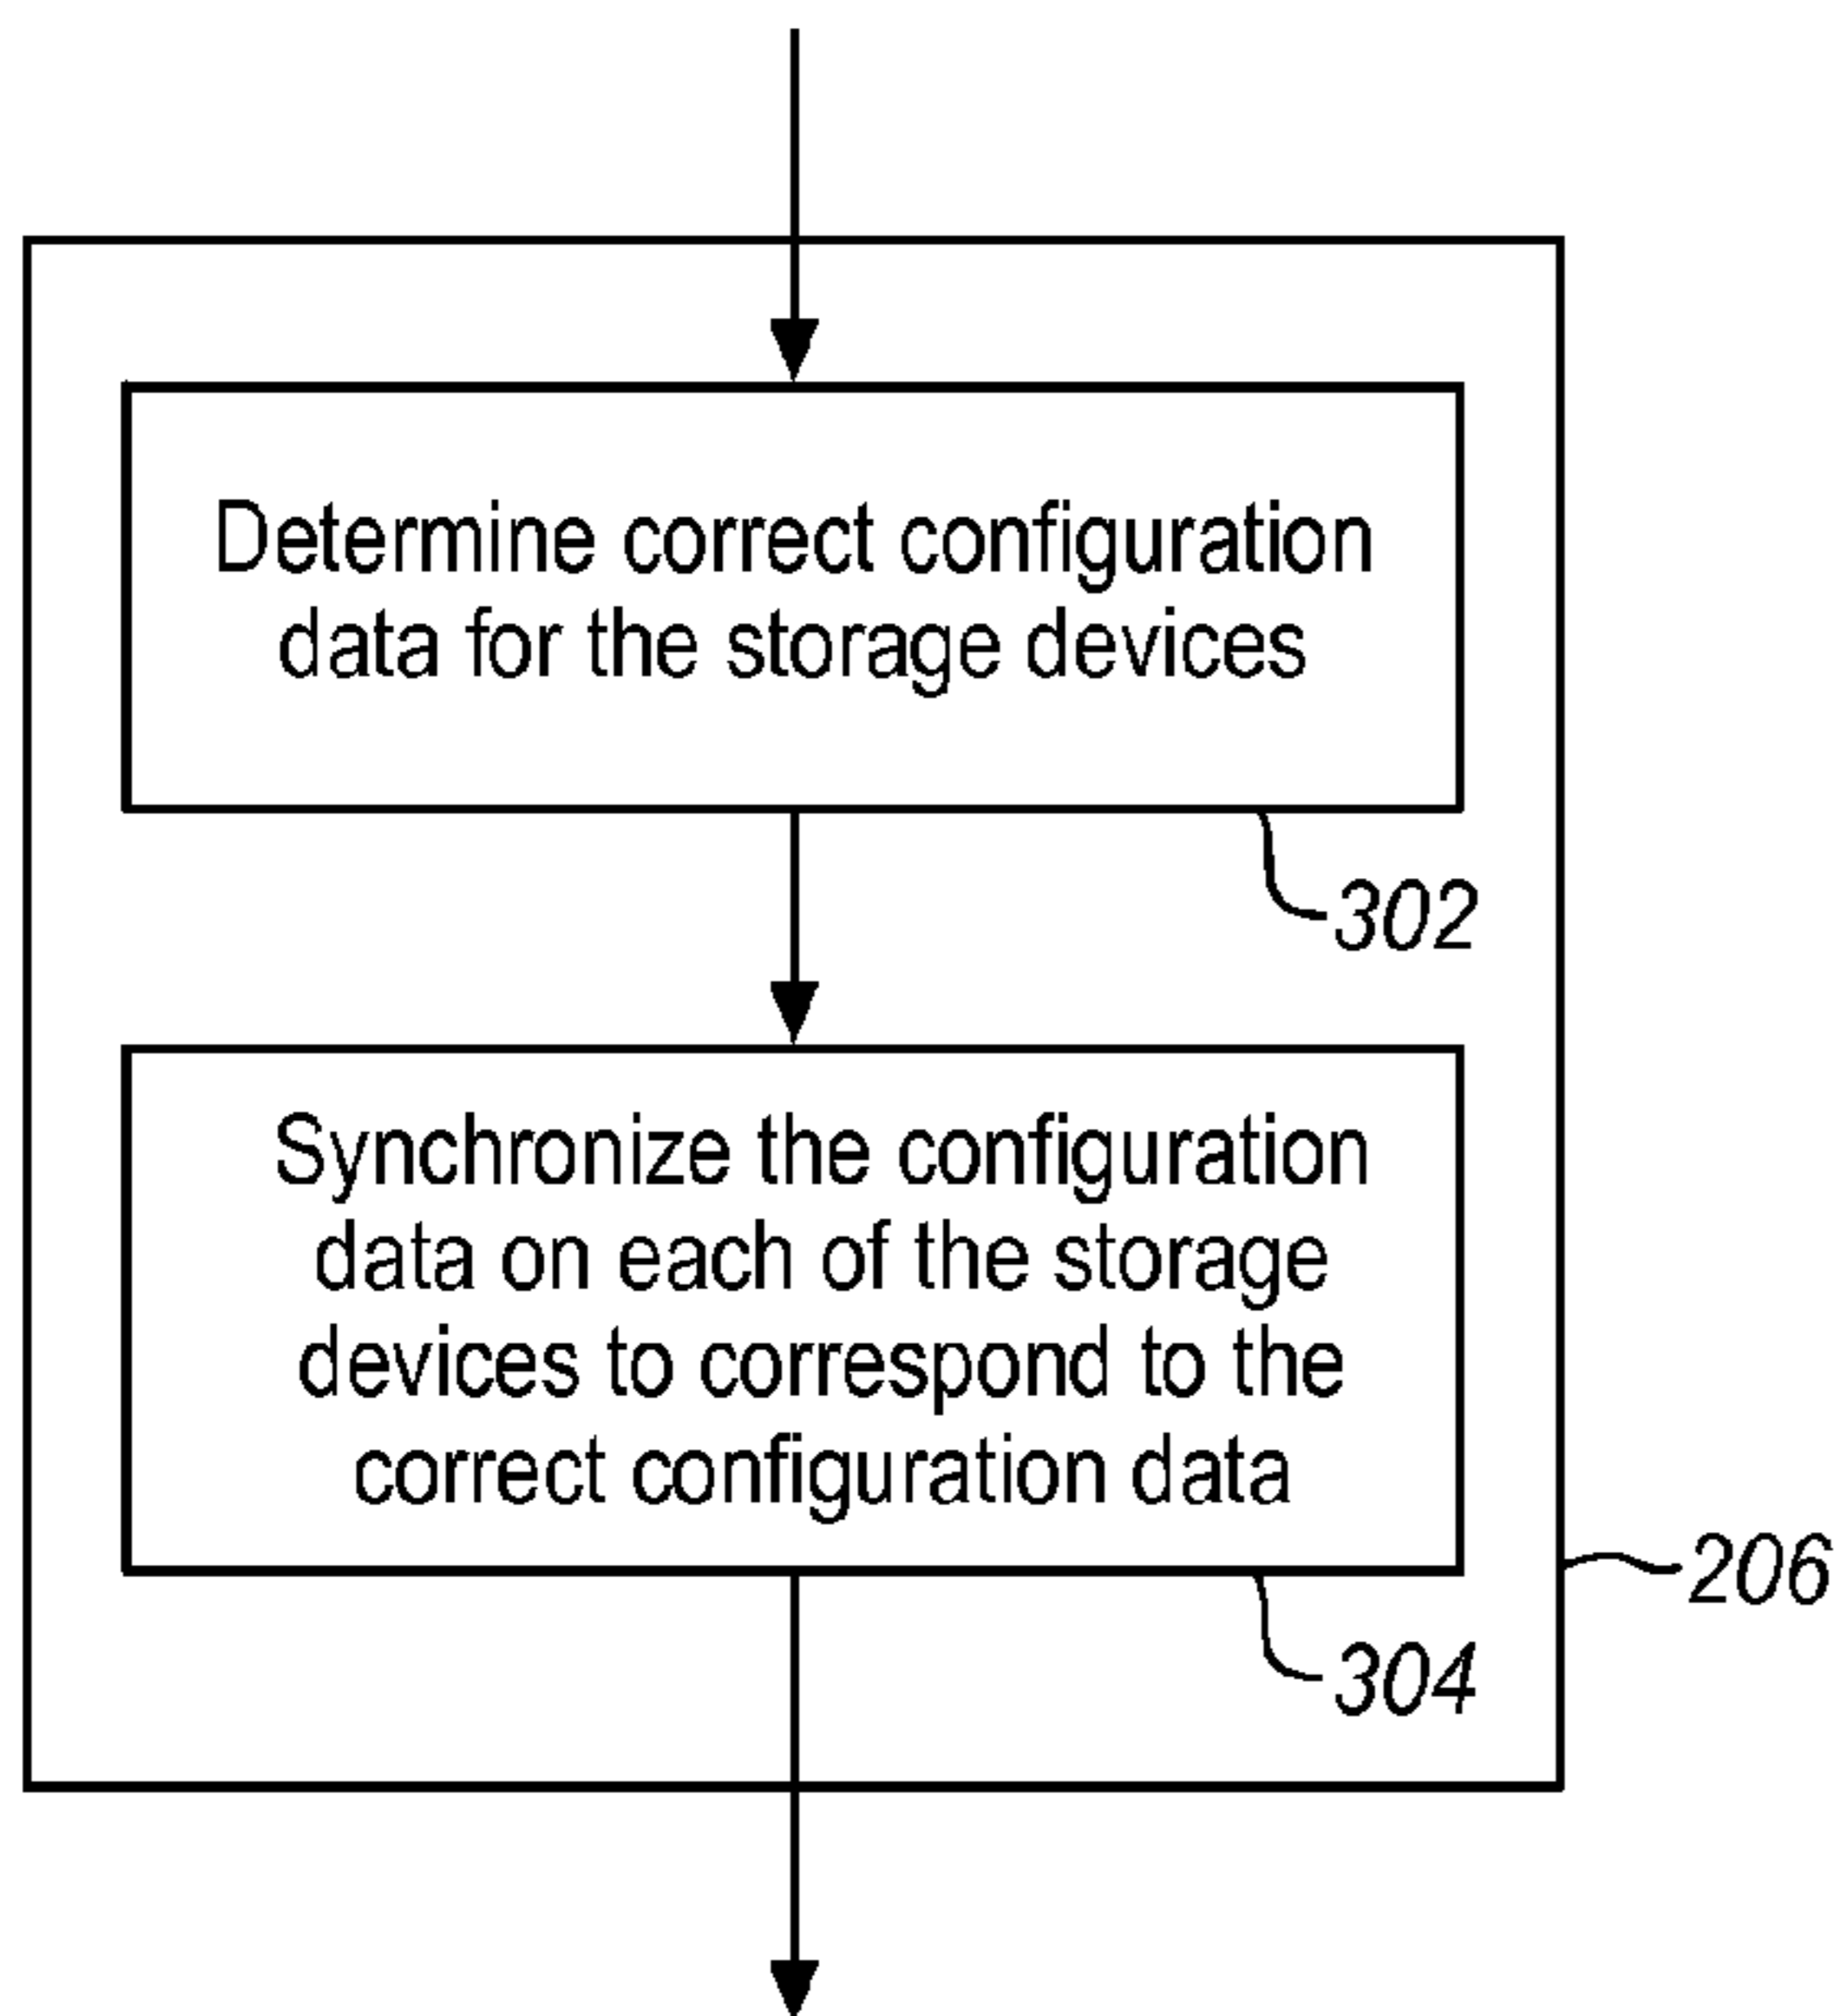 Determine correct configuration
data for the storage devices
302
Synchronize the configuration
data on each of the storage
devices to correspond to the
correct configuration data
206
304